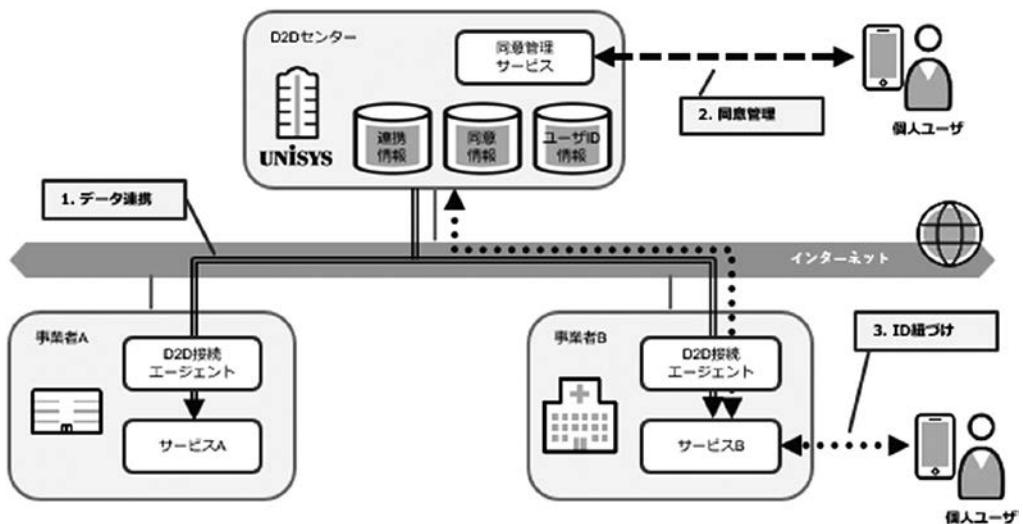 D2Dセンター
同意管理
サービス
UNiSYS
連携
情報
同意
情報
ユーザID
情報
2. 同意管理
個人ユーザ
1. データ連携
インターネット
事業者A
D2D接続
エージェント
サービスA
事業者B
D2D接続
エージェント
サービスB
3. ID紐づけ
個人ユーザ